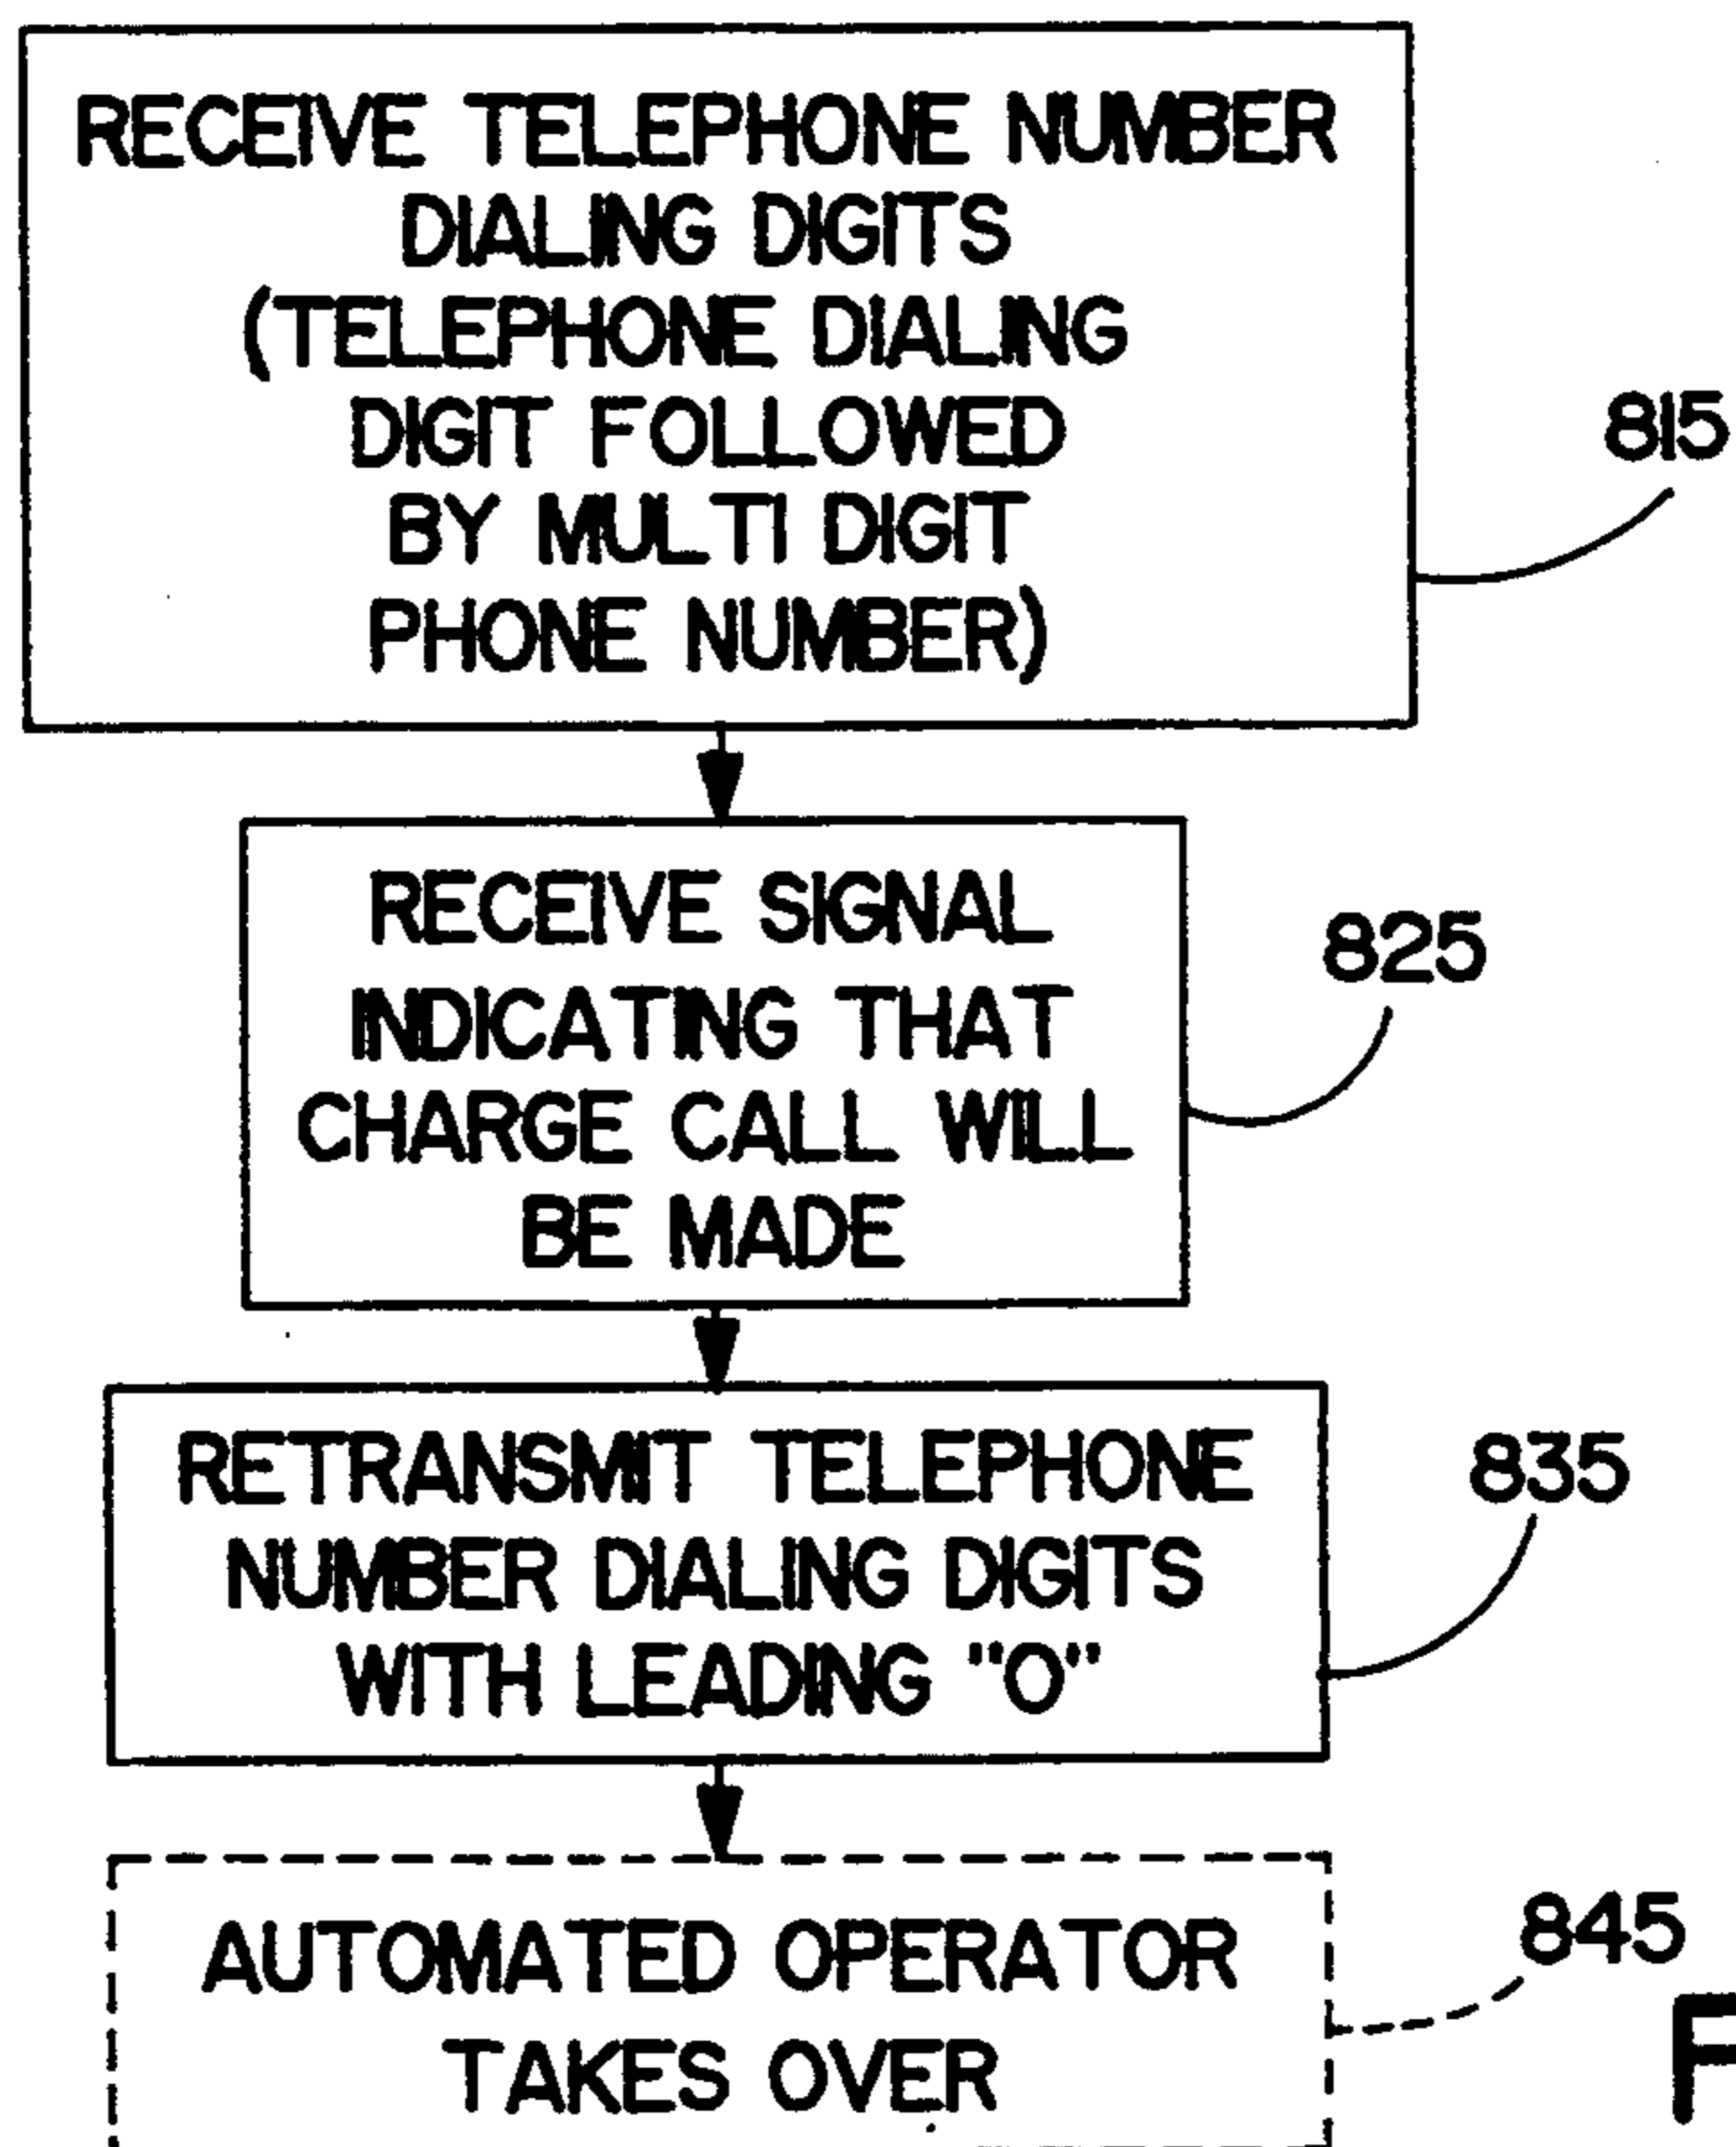 RECEIVE TELEPHONE NUMBER
DIALING DIGITS
(TELEPHONE DIALING
DIGIT FOLLOWED
BY MULTI DIGIT
PHONE NUMBER)
815
RECEIVE SIGNAL
INDICATING THAT
CHARGE CALL WILL
BE MADE
825
RETRANSMIT TELEPHONE
NUMBER DIALING DIGITS
WITH LEADING "0"
835
AUTOMATED OPERATOR
TAKES OVER
845